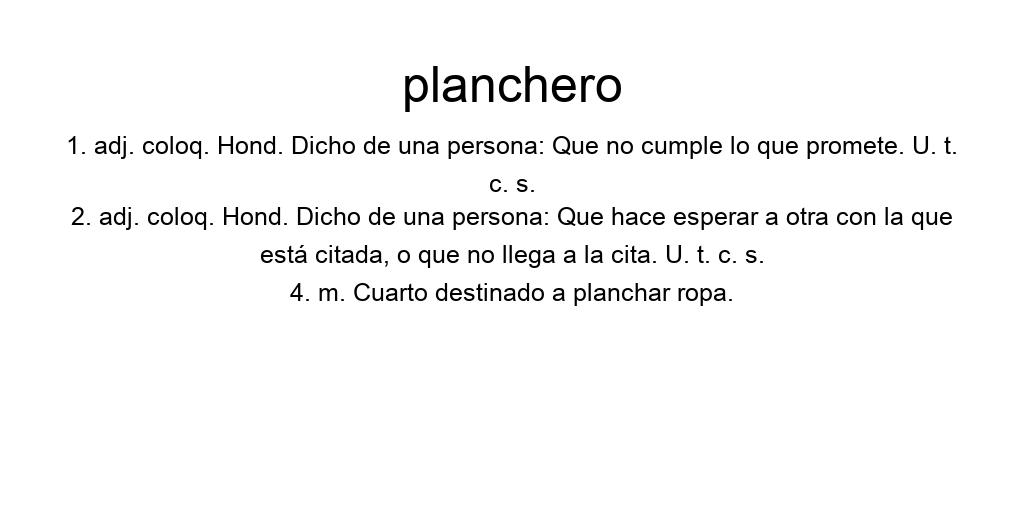 planchero
1. adj. coloq. Hond. Dicho de una persona: Que no cumple lo que promete. U. t.
c. s.
2. adj. coloq. Hond. Dicho de una persona: Que hace esperar a otra con la que
está citada, o que no llega a la cita. U. t. c. s.
4. m. Cuarto destinado a planchar ropa.